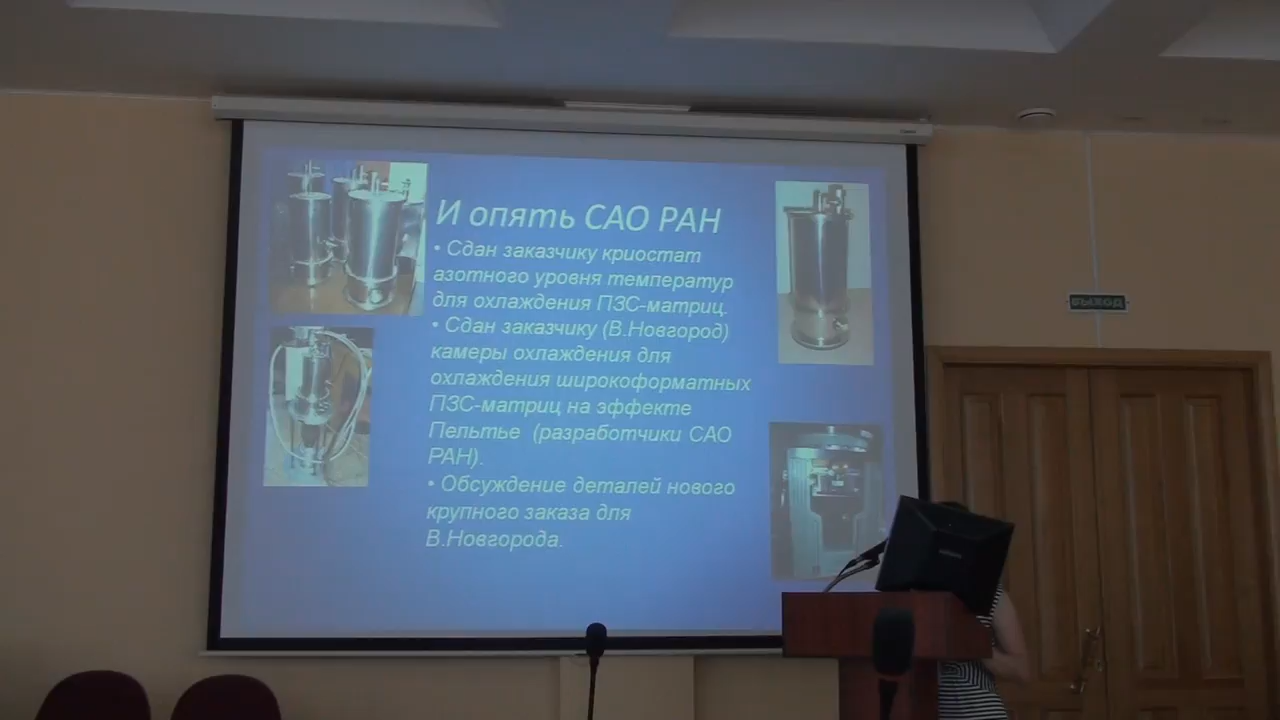 И опять САО РАН
• Сдан заказчику криостат
азотного уровня температур
для охлаждения ПЗС-матриц.
• Сдан заказчику (В.Новгород)
камеры охлаждения для
охлаждения широкоформатных
ПЗС-матриц на эффекте
Пельтье (разработчики САО
РАН).
• Обсуждение деталей нового
крупного заказа для
В.Новгорода.
ВЫХОД